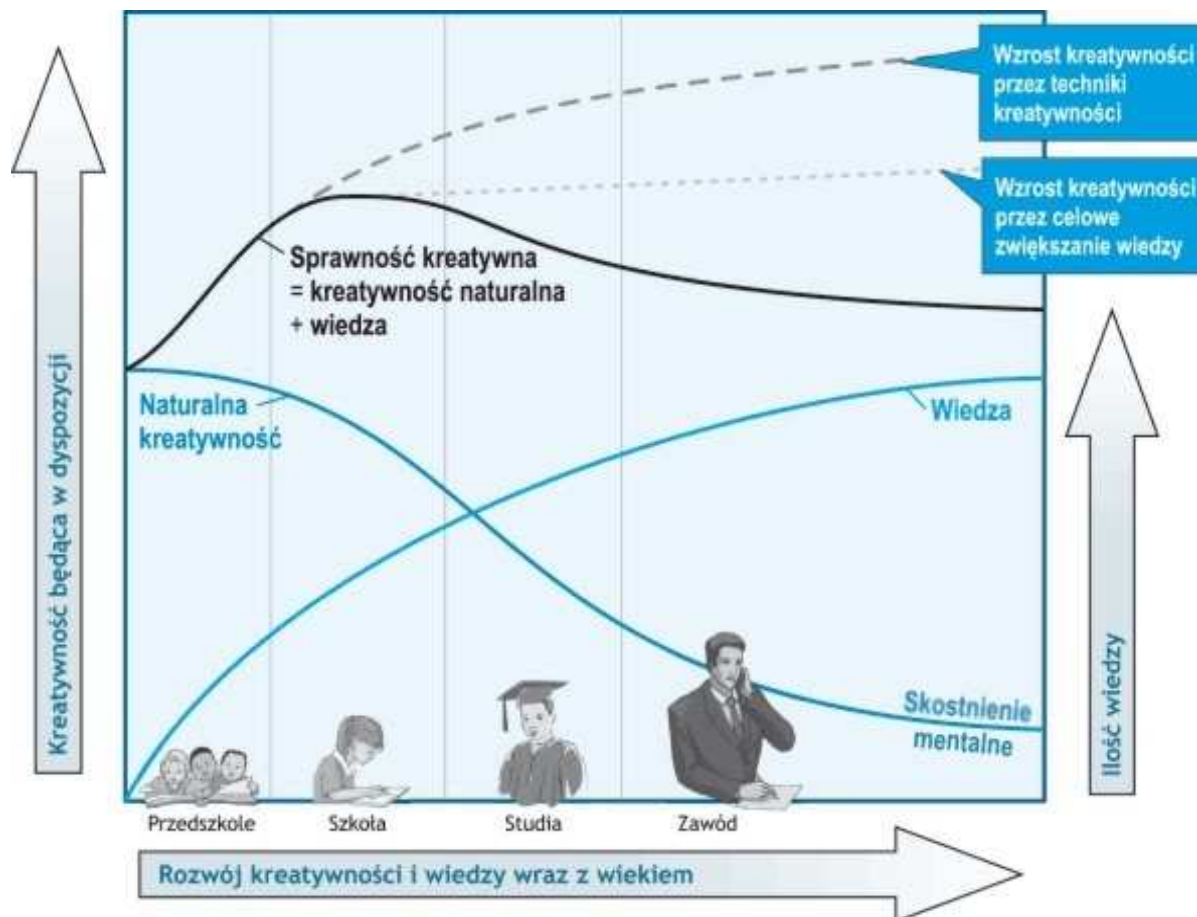 Wzrost kreatywności
przez techniki
kreatywności
Wzrost kreatywności
przez celowe
zwiększanie wiedzy
Sprawność kreatywna
= kreatywność naturalna
+ wiedza
Naturalna
kreatywność
Wiedza
Skostnienie
mentalne
Kreatywność będąca w dyspozycji
Ilość wiedzy
Przedszkole
Szkoła
Studia
Zawód
Rozwój kreatywności i wiedzy wraz z wiekiem